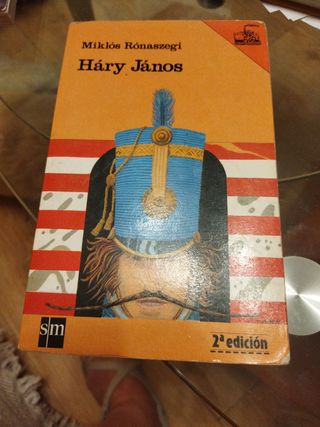 Miklós Rónaszegi
Háry János
sm
2ª edición